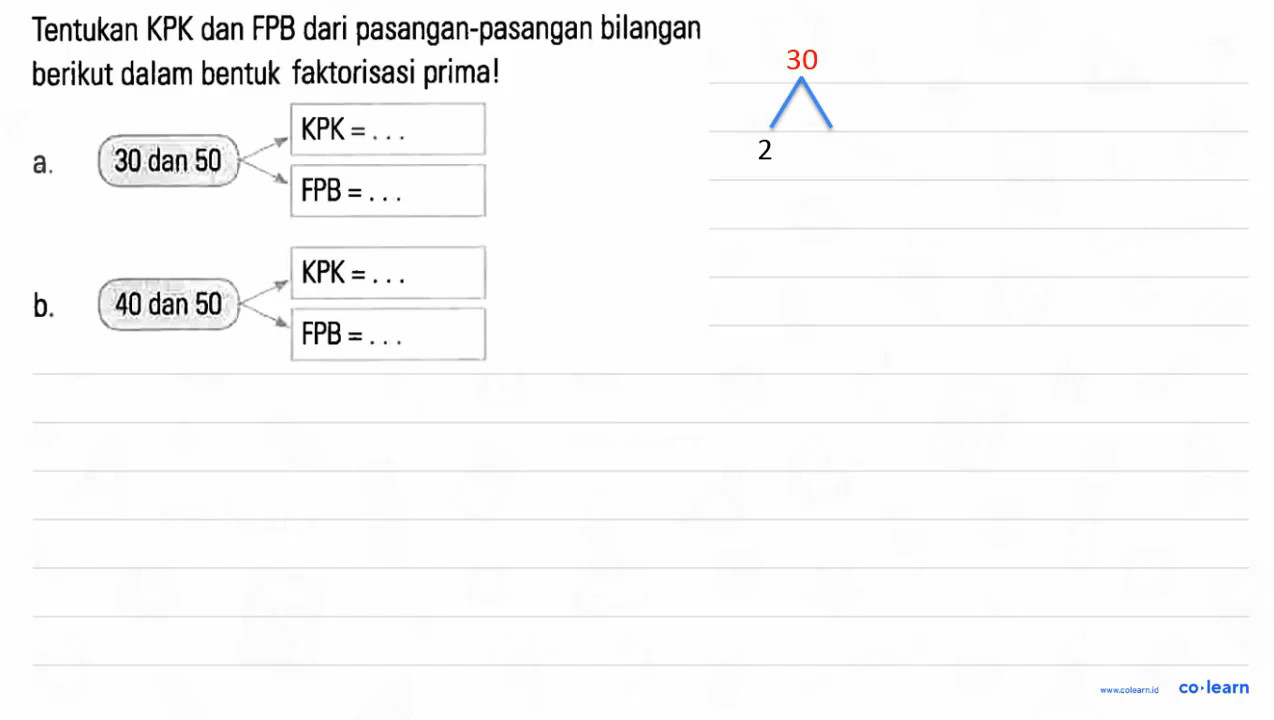 Tentukan KPK dan FPB dari pasangan-pasangan bilangan
berikut dalam bentuk faktorisasi prima!
a.
30 dan 50
KPK = . . .
FPB = . . .
b.
40 dan 50
KPK = . . .
FPB = . . .
30
2
www.colearn.id
co·learn